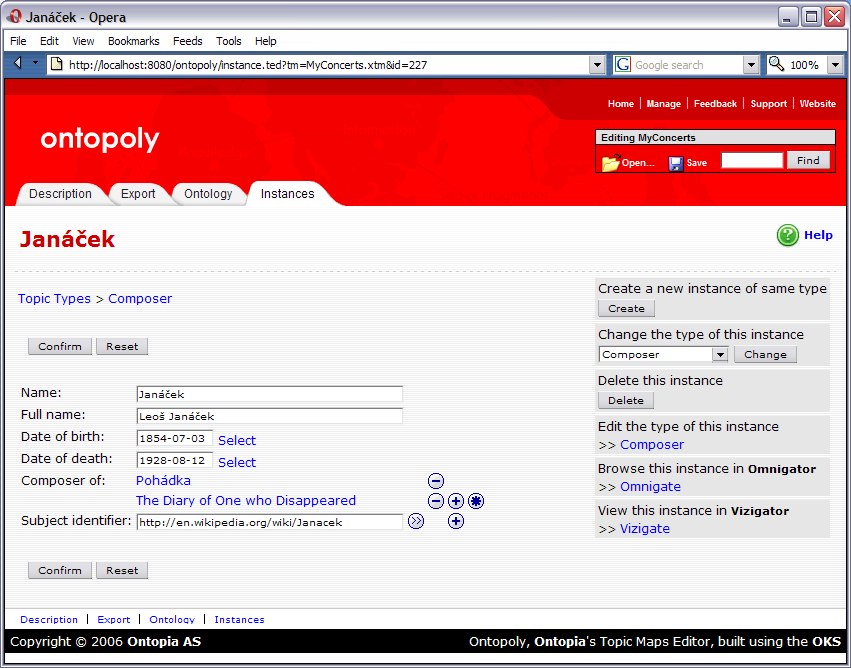 Janáček - Opera
File Edit View Bookmarks Feeds Tools Help
http://localhost:8080/ontopoly/instance.ted?tm=MyConcerts.xtm&id=227
G Google search
100%
Home | Manage | Feedback | Support | Website
ontopoly
Editing MyConcerts
Open... Save Find
Description Export Ontology Instances
Janáček
? Help
Topic Types > Composer
Confirm Reset
Name: Janáček
Full name: Leoš Janáček
Date of birth: 1854-07-03 Select
Date of death: 1928-08-12 Select
Composer of: Pohádka
The Diary of One who Disappeared
Subject identifier: http://en.wikipedia.org/wiki/Janacek
Confirm Reset
Create a new instance of same type
Create
Change the type of this instance
Composer Change
Delete this instance
Delete
Edit the type of this instance
>> Composer
Browse this instance in Omnigator
>> Omnigate
View this instance in Vizigator
>> Vizigate
Description | Export | Ontology | Instances
Copyright © 2006 Ontopia AS
Ontopoly, Ontopia's Topic Maps Editor, built using the OKS